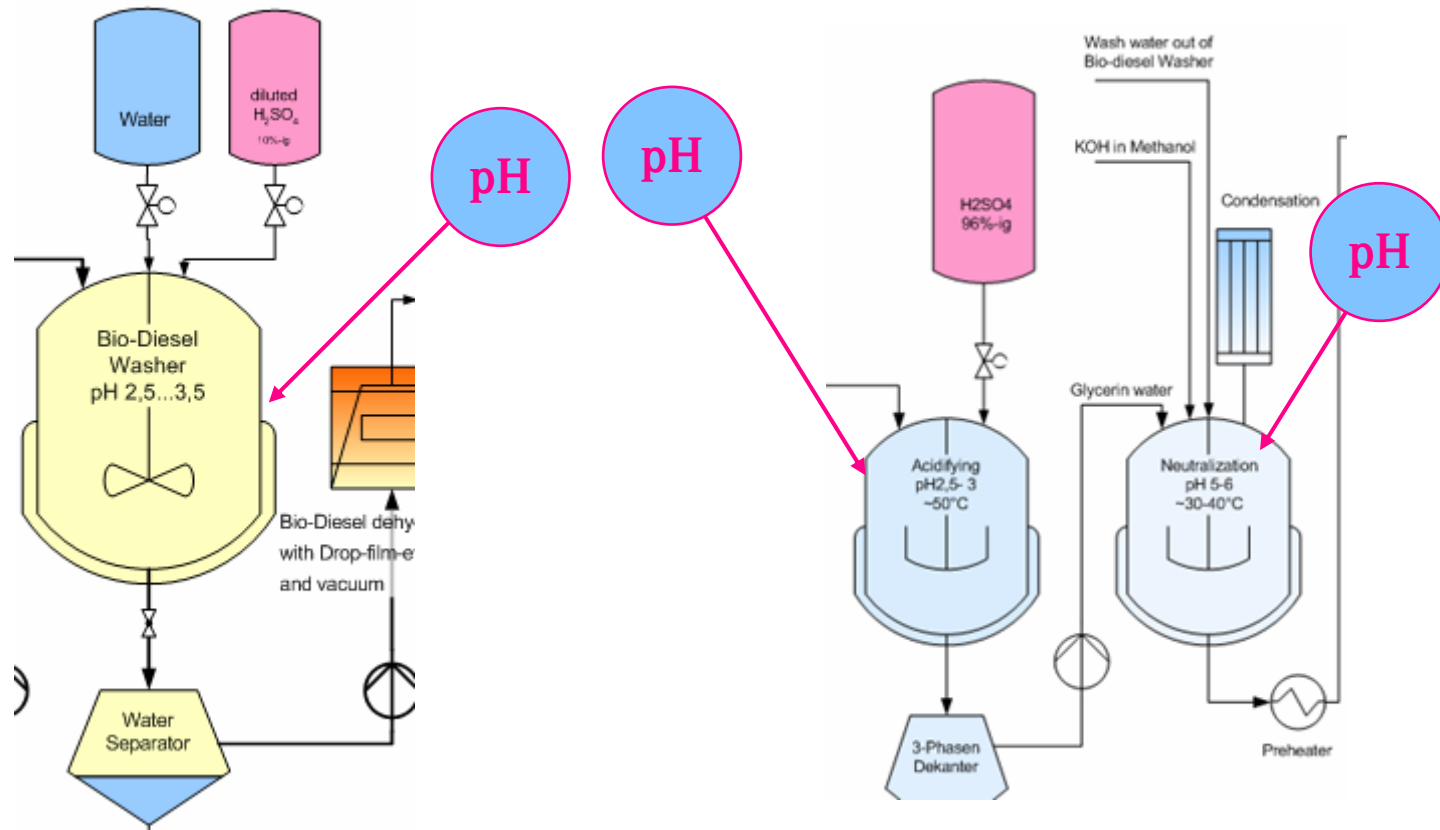 Water
diluted
H2SO4
10%-ig
pH
Bio-Diesel
Washer
pH 2,5...3,5
Bio-Diesel dehy
with Drop-film-e
and vacuum
Water
Separator
pH
H2SO4
96%-ig
Wash water out of
Bio-diesel Washer
KOH in Methanol
Condensation
pH
Glycerin water
Acidifying
pH2,5- 3
~50°C
Neutralization
pH 5-6
~30-40°C
3-Phasen
Dekanter
Preheater